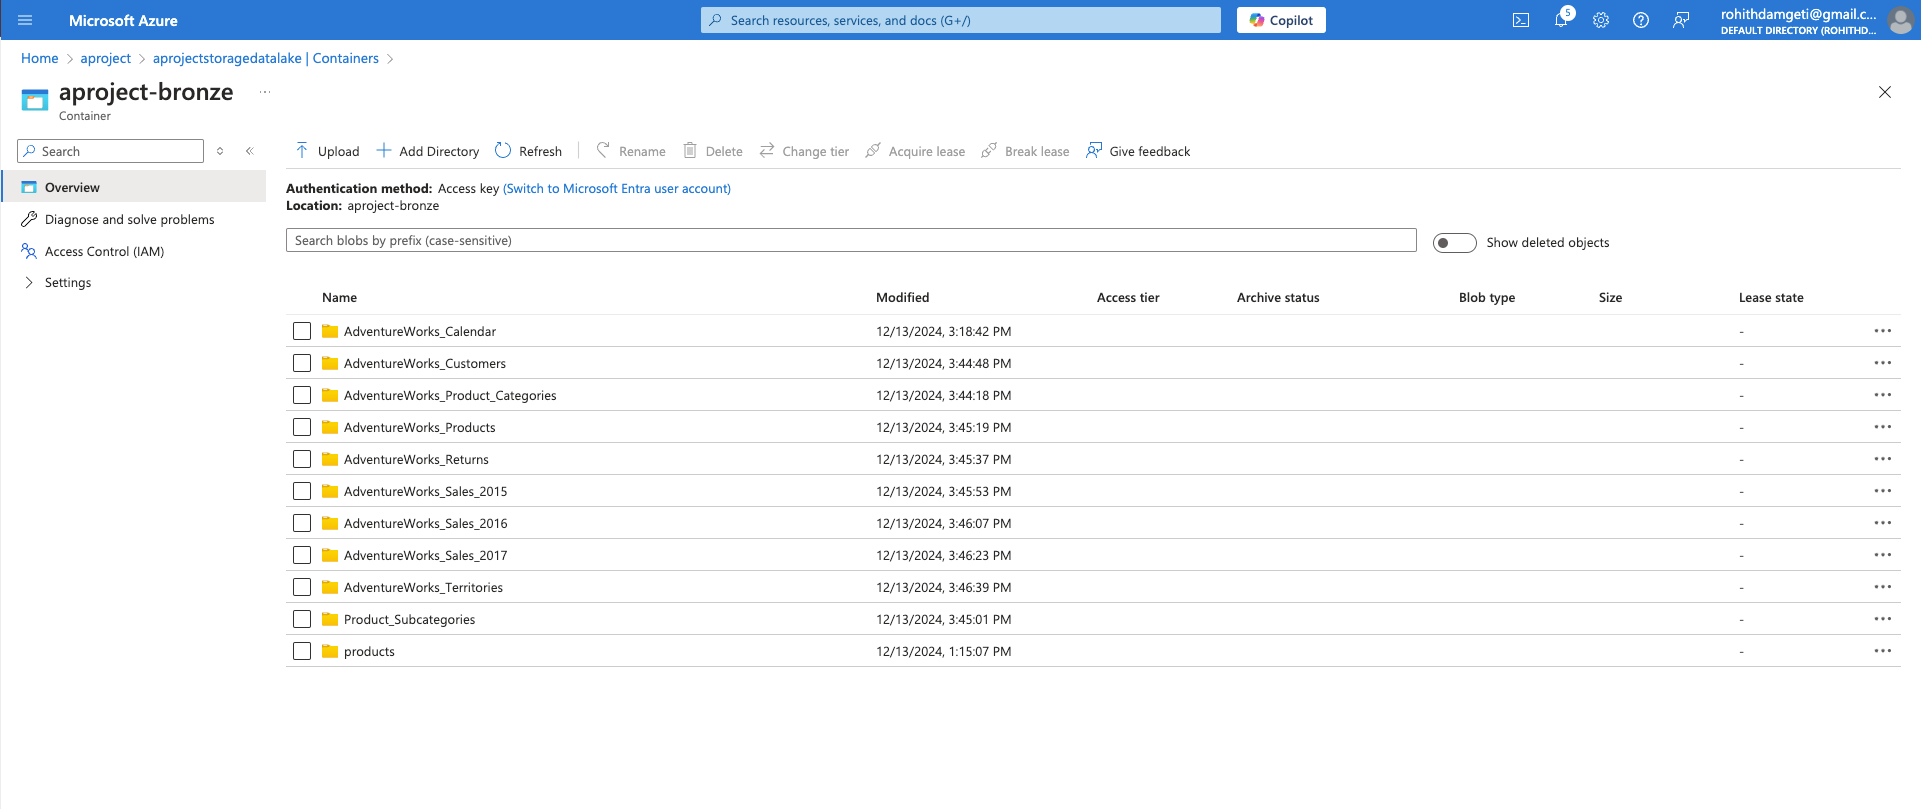 Microsoft Azure
Search resources, services, and docs (G+/)
Copilot
5
rohithdamgeti@gmail.c...
DEFAULT DIRECTORY (ROHITHD...
Home > aproject > aprojectstoragedatalake | Containers >
aproject-bronze ...
Container
Search
Overview
Diagnose and solve problems
Access Control (IAM)
Settings
Upload Add Directory Refresh Rename Delete Change tier Acquire lease Break lease Give feedback
Authentication method: Access key (Switch to Microsoft Entra user account)
Location: aproject-bronze
Search blobs by prefix (case-sensitive)
Show deleted objects
Name Modified Access tier Archive status Blob type Size Lease state
AdventureWorks_Calendar 12/13/2024, 3:18:42 PM - ...
AdventureWorks_Customers 12/13/2024, 3:44:48 PM - ...
AdventureWorks_Product_Categories 12/13/2024, 3:44:18 PM - ...
AdventureWorks_Products 12/13/2024, 3:45:19 PM - ...
AdventureWorks_Returns 12/13/2024, 3:45:37 PM - ...
AdventureWorks_Sales_2015 12/13/2024, 3:45:53 PM - ...
AdventureWorks_Sales_2016 12/13/2024, 3:46:07 PM - ...
AdventureWorks_Sales_2017 12/13/2024, 3:46:23 PM - ...
AdventureWorks_Territories 12/13/2024, 3:46:39 PM - ...
Product_Subcategories 12/13/2024, 3:45:01 PM - ...
products 12/13/2024, 1:15:07 PM - ...